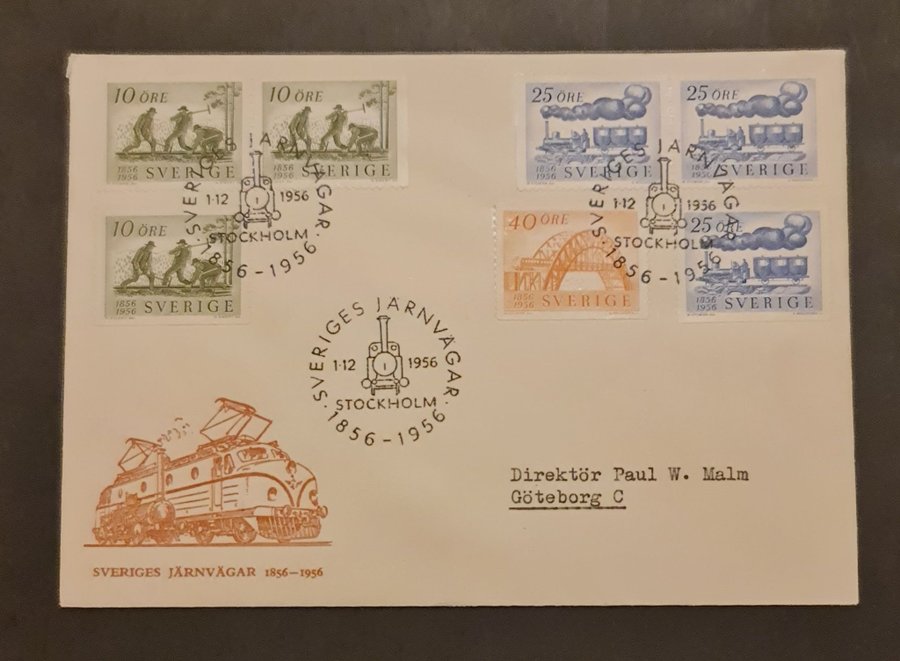 10 ÖRE
1856
1956 SVERIGE
10 ÖRE
1856
1956 SVERIGE
10 ÖRE
1856
1956 SVERIGE
25 ÖRE
1856
1956 SVERIGE
25 ÖRE
1856
1956 SVERIGE
40 ÖRE
1856
1956 SVERIGE
25 ÖRE
1856
1956 SVERIGE
SVERIGES JÄRNVÄGAR
1·12 1956
STOCKHOLM
·1856–1956·
SVERIGES JÄRNVÄGAR
1·12 1956
STOCKHOLM
·1856–1956·
SVERIGES JÄRNVÄGAR
1·12 1956
STOCKHOLM
·1856–1956·
Direktör Paul W. Malm
Göteborg C
SVERIGES JÄRNVÄGAR 1856–1956